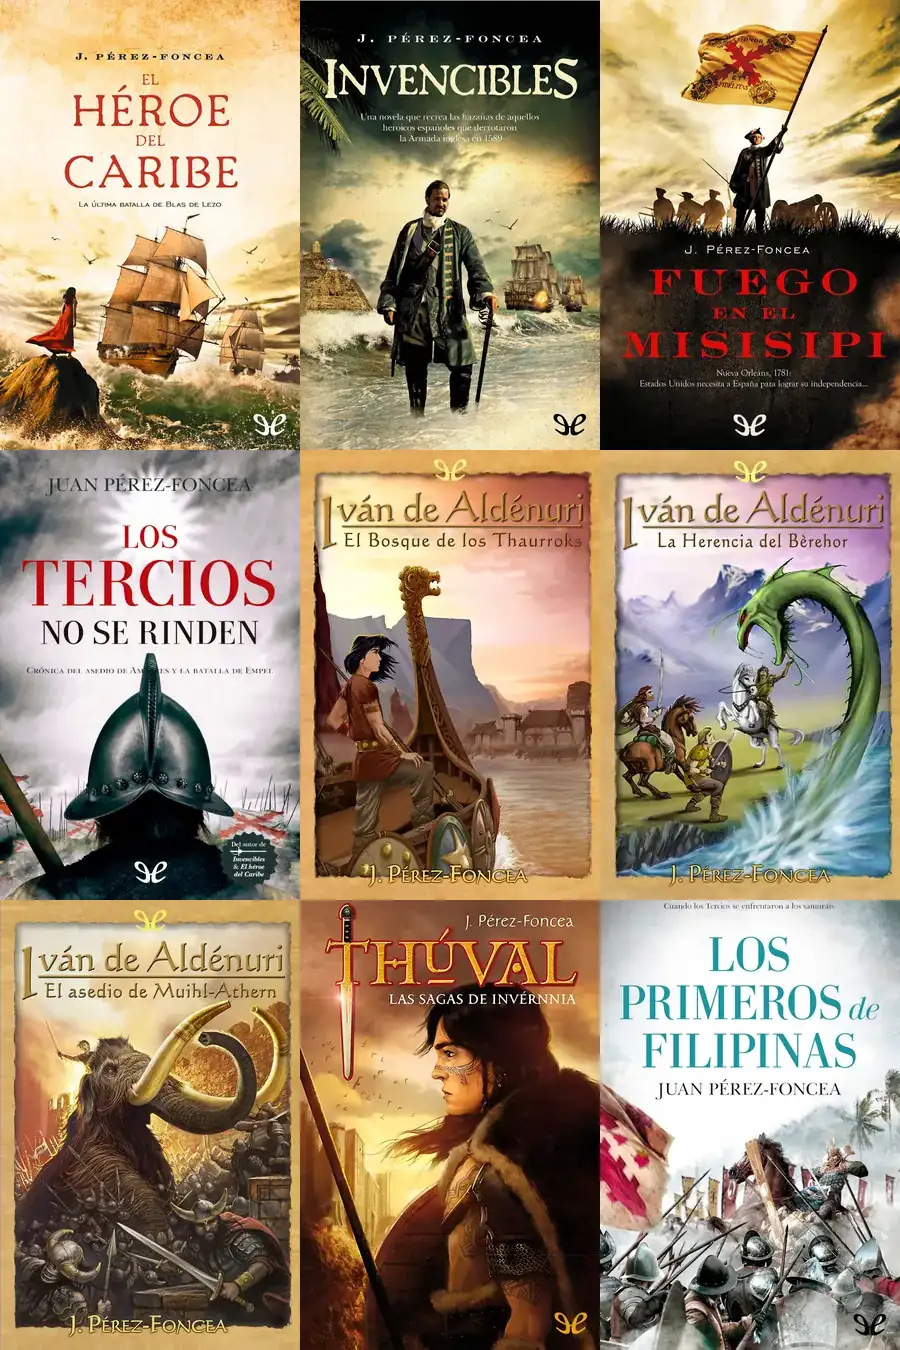 J. PÉREZ-FONCEA
EL
HÉROE
DEL
CARIBE
LA ÚLTIMA BATALLA DE BLAS DE LEZO
J. PÉREZ-FONCEA
INVENCIBLES
Una novela que recrea las hazañas de aquellos
heroicos españoles que derrotaron
la Armada inglesa en 1589
J. PÉREZ-FONCEA
FUEGO
EN EL
MISISIPI
Nueva Orleáns, 1781:
Estados Unidos necesita a España para lograr su independencia...
JUAN PÉREZ-FONCEA
LOS
TERCIOS
NO SE RINDEN
CRÓNICA DEL ASEDIO DE AMBERES Y LA BATALLA DE EMPEL
Del autor de
Invencibles
& El héroe
del Caribe
Iván de Aldénuri
El Bosque de los Thaurroks
J. PÉREZ-FONCEA
Iván de Aldénuri
La Herencia del Bèrehor
J. PÉREZ-FONCEA
Iván de Aldénuri
El asedio de Muihl-Athern
J. PÉREZ-FONCEA
J. Pérez-Foncea
THÚVAL
LAS SAGAS DE INVÉRNNIA
Cuando los Tercios se enfrentaron a los samuráis
LOS
PRIMEROS de
FILIPINAS
JUAN PÉREZ-FONCEA